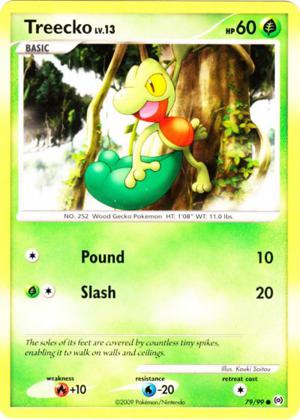 Treecko LV.13
HP 60
BASIC
NO. 252 Wood Gecko Pokémon HT: 1'08" WT: 11.0 lbs.
Pound 10
Slash 20
The soles of its feet are covered by countless tiny spikes,
enabling it to walk on walls and ceilings.
Illus. Kouki Saitou
weakness resistance retreat cost
+10 -20
©2009 Pokémon/Nintendo 79/99